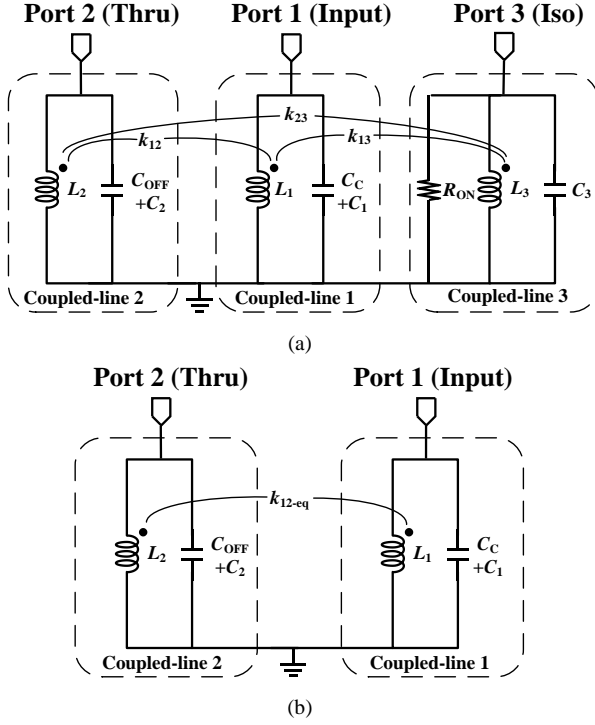 Port 2 (Thru) Port 1 (Input) Port 3 (Iso)
k23
k12 k13
L2 COFF +C2 L1 CC +C1 RON L3 C3
Coupled-line 2 Coupled-line 1 Coupled-line 3
(a)
Port 2 (Thru) Port 1 (Input)
k12-eq
L2 COFF +C2 L1 CC +C1
Coupled-line 2 Coupled-line 1
(b)